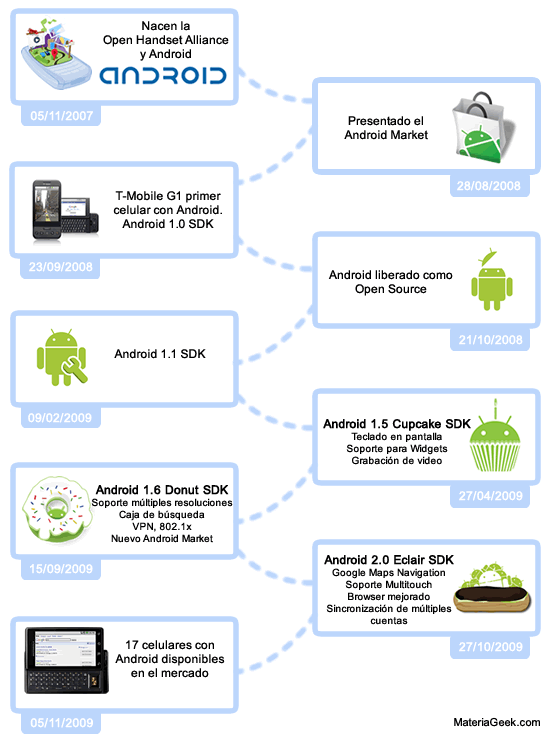 Nacen la
Open Handset Alliance
y Android
ANDROID
05/11/2007
Presentado el
Android Market
28/08/2008
T-Mobile G1 primer
celular con Android.
Android 1.0 SDK
23/09/2008
Android liberado como
Open Source
21/10/2008
Android 1.1 SDK
09/02/2009
Android 1.5 Cupcake SDK
Teclado en pantalla
Soporte para Widgets
Grabación de video
27/04/2009
Android 1.6 Donut SDK
Soporte múltiples resoluciones
Caja de búsqueda
VPN, 802.1x
Nuevo Android Market
15/09/2009
Android 2.0 Eclair SDK
Google Maps Navigation
Soporte Multitouch
Browser mejorado
Sincronización de múltiples
cuentas
27/10/2009
17 celulares con
Android disponibles
en el mercado
05/11/2009
MateriaGeek.com